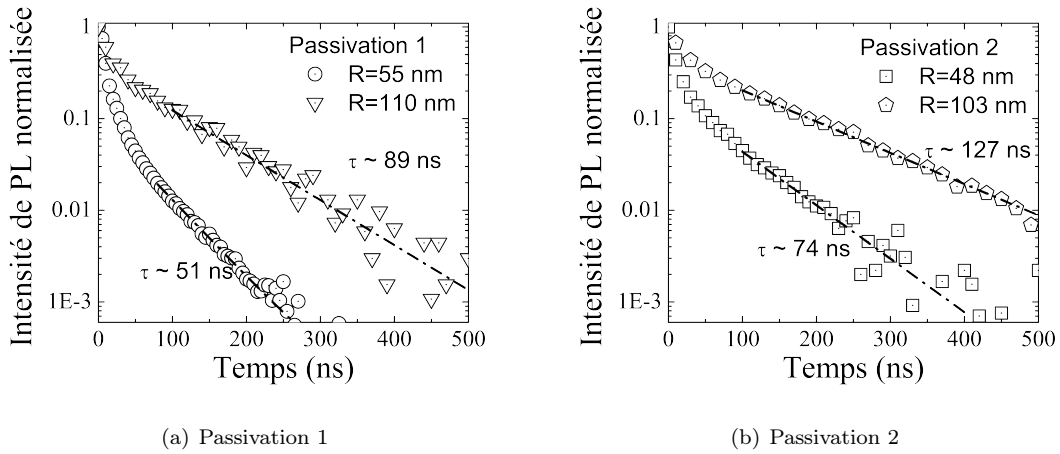 Intensité de PL normalisée
1
0.1
0.01
1E-3
Passivation 1
R=55 nm
R=110 nm
τ ~ 89 ns
τ ~ 51 ns
0 100 200 300 400 500
Temps (ns)
(a) Passivation 1
Intensité de PL normalisée
1
0.1
0.01
1E-3
Passivation 2
R=48 nm
R=103 nm
τ ~ 127 ns
τ ~ 74 ns
0 100 200 300 400 500
Temps (ns)
(b) Passivation 2